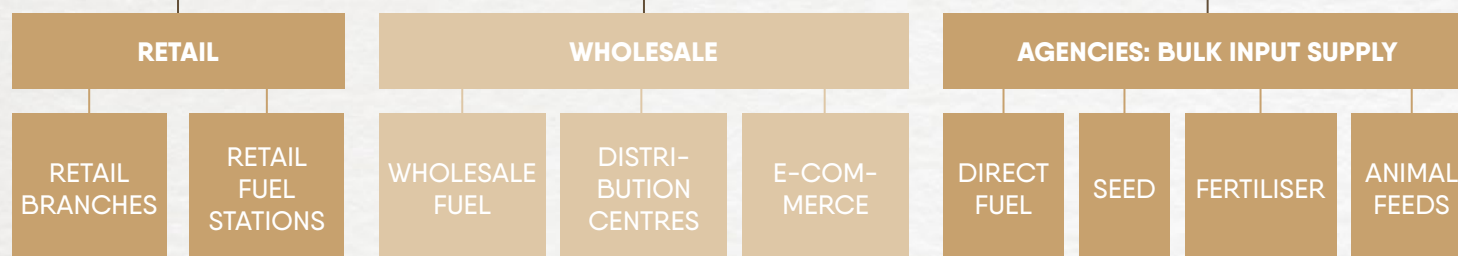 RETAIL
WHOLESALE
AGENCIES: BULK INPUT SUPPLY
RETAIL
BRANCHES
RETAIL
FUEL
STATIONS
WHOLESALE
FUEL
DISTRI-
BUTION
CENTRES
E-COM-
MERCE
DIRECT
FUEL
SEED
FERTILISER
ANIMAL
FEEDS